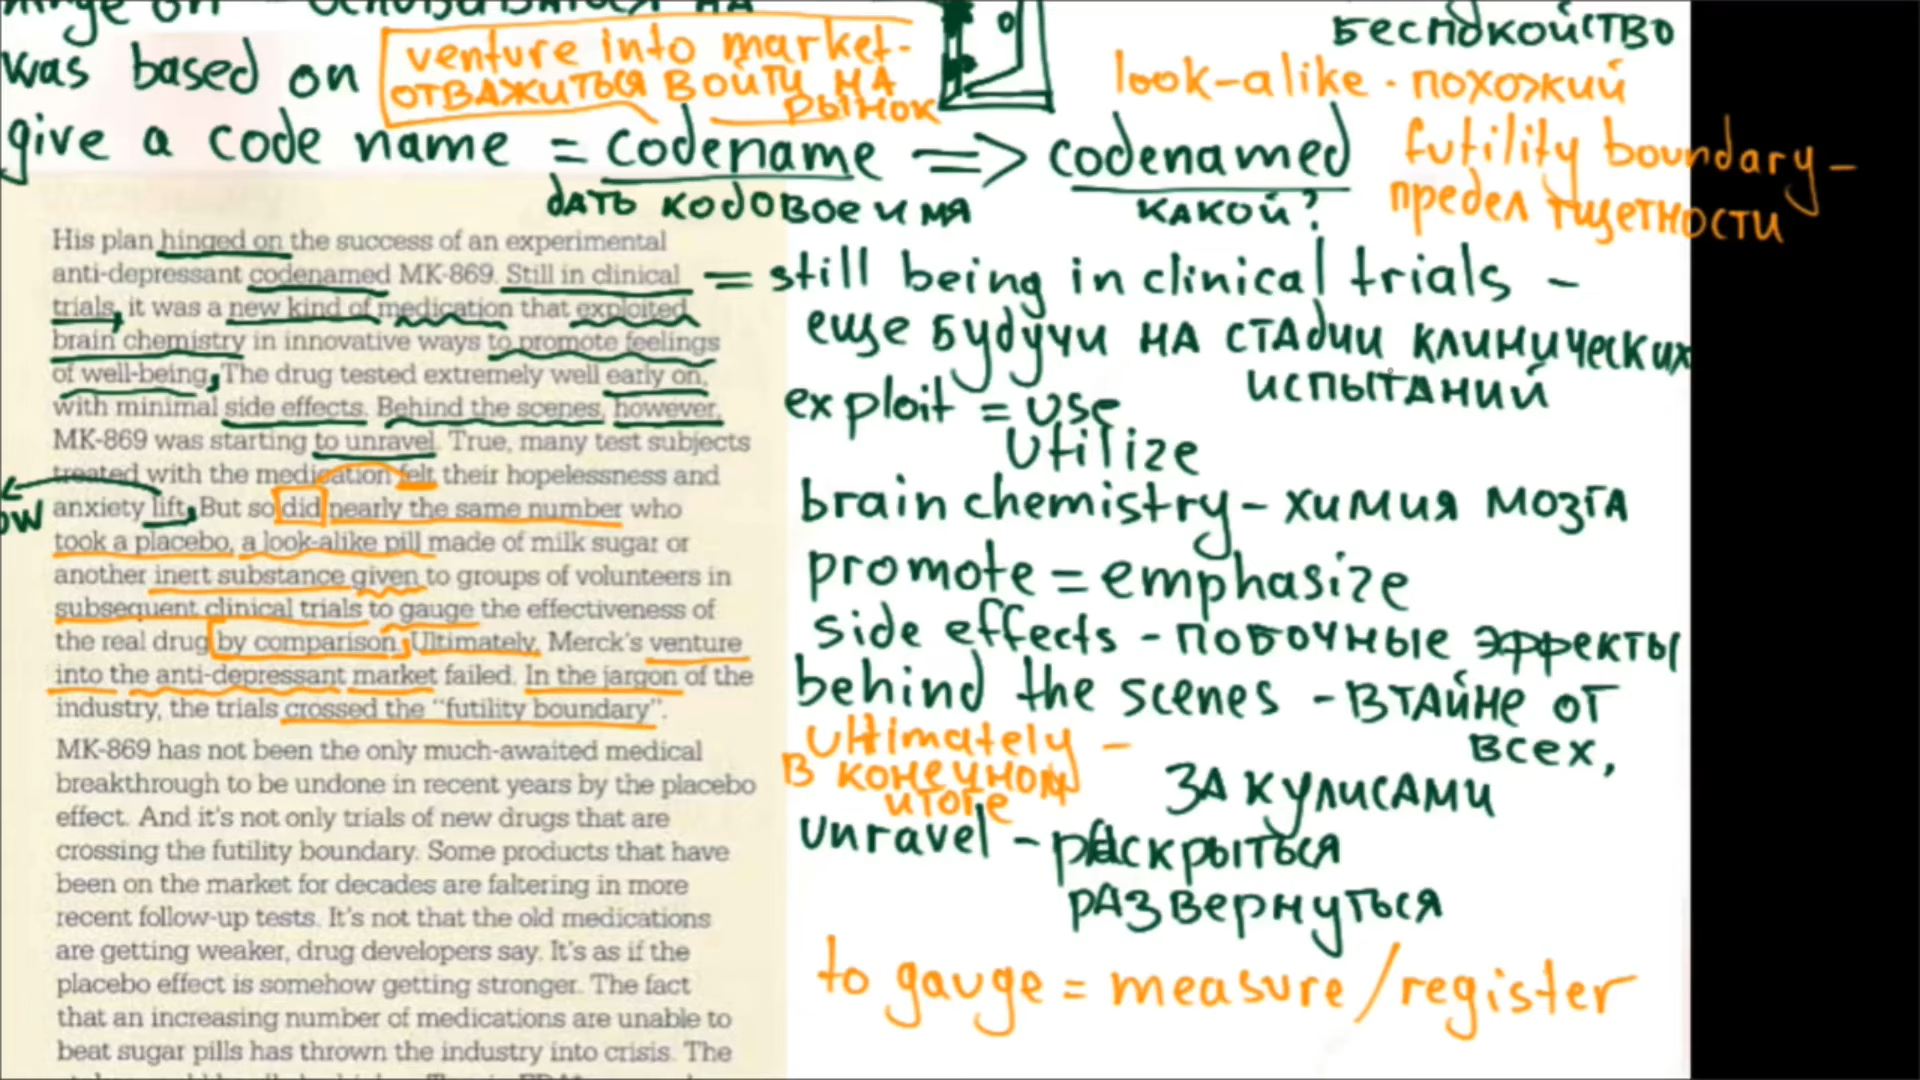 was based on
venture into market-
отважиться войти на
рынок
беспокойство
look-alike - похожий
give a code name = codename => codenamed
дать кодовое имя
какой?
futility boundary -
предел тщетности
His plan hinged on the success of an experimental
anti-depressant codenamed MK-869. Still in clinical
trials, it was a new kind of medication that exploited
brain chemistry in innovative ways to promote feelings
of well-being. The drug tested extremely well early on,
with minimal side effects. Behind the scenes, however,
MK-869 was starting to unravel. True, many test subjects
treated with the medication felt their hopelessness and
anxiety lift. But so did nearly the same number who
took a placebo, a look-alike pill made of milk sugar or
another inert substance given to groups of volunteers in
subsequent clinical trials to gauge the effectiveness of
the real drug by comparison. Ultimately, Merck's venture
into the anti-depressant market failed. In the jargon of the
industry, the trials crossed the "futility boundary".
MK-869 has not been the only much-awaited medical
breakthrough to be undone in recent years by the placebo
effect. And it's not only trials of new drugs that are
crossing the futility boundary. Some products that have
been on the market for decades are faltering in more
recent follow-up tests. It's not that the old medications
are getting weaker, drug developers say. It's as if the
placebo effect is somehow getting stronger. The fact
that an increasing number of medications are unable to
beat sugar pills has thrown the industry into crisis. The
= still being in clinical trials -
еще будучи на стадии клинических
испытаний
exploit = use
utilize
brain chemistry - химия мозга
promote = emphasize
side effects - побочные эффекты
behind the scenes - втайне от
всех,
за кулисами
ultimately -
в конечном
итоге
unravel - раскрыться
развернуться
to gauge = measure / register